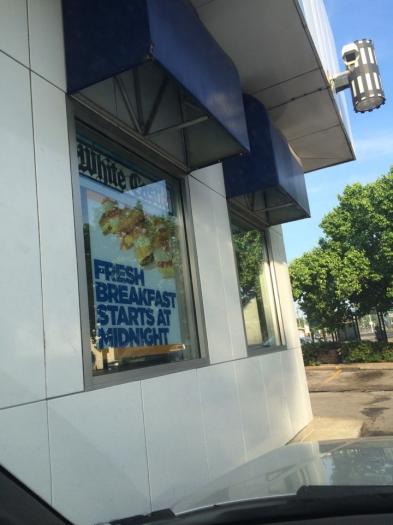 White
FRESH
BREAKFAST
STARTS AT
MIDNIGHT